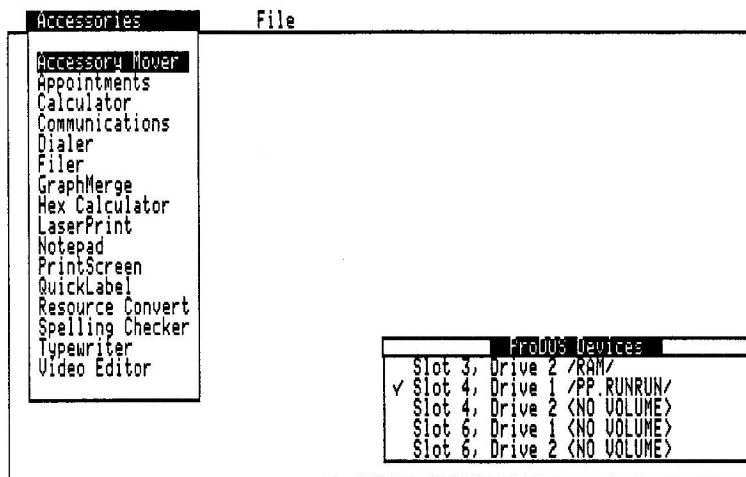 Accessories File
Accessory Mover
Appointments
Calculator
Communications
Dialer
Filer
GraphMerge
Hex Calculator
LaserPrint
Notepad
PrintScreen
QuickLabel
Resource Convert
Spelling Checker
Typewriter
Video Editor
ProDOS Devices
Slot 3, Drive 2 /RAM/
✓ Slot 4, Drive 1 /PP.RUNRUN/
Slot 4, Drive 2 <NO VOLUME>
Slot 6, Drive 1 <NO VOLUME>
Slot 6, Drive 2 <NO VOLUME>